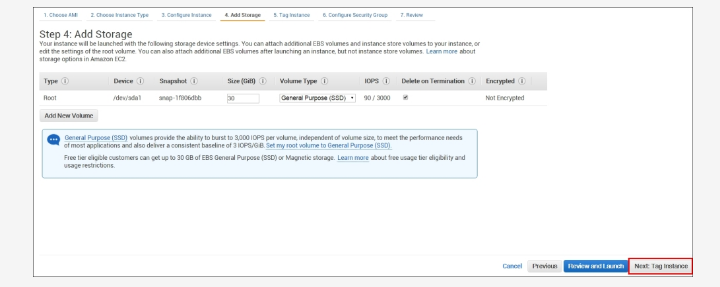 1. Choose AMI 2. Choose Instance Type 3. Configure Instance 4. Add Storage 5. Tag Instance 6. Configure Security Group 7. Review
Step 4: Add Storage
Your instance will be launched with the following storage device settings. You can attach additional EBS volumes and instance store volumes to your instance, or
edit the settings of the root volume. You can also attach additional EBS volumes after launching an instance, but not instance store volumes. Learn more about
storage options in Amazon EC2.
Type Device Snapshot Size (GiB) Volume Type IOPS Delete on Termination Encrypted
Root /dev/sda1 snap-1f006dbb 30 General Purpose (SSD) 90 / 3000 Not Encrypted
Add New Volume
General Purpose (SSD) volumes provide the ability to burst to 3,000 IOPS per volume, independent of volume size, to meet the performance needs
of most applications and also deliver a consistent baseline of 3 IOPS/GiB. Set my root volume to General Purpose (SSD).
Free tier eligible customers can get up to 30 GB of EBS General Purpose (SSD) or Magnetic storage. Learn more about free usage tier eligibility and
usage restrictions.
Cancel Previous Review and Launch Next: Tag Instance